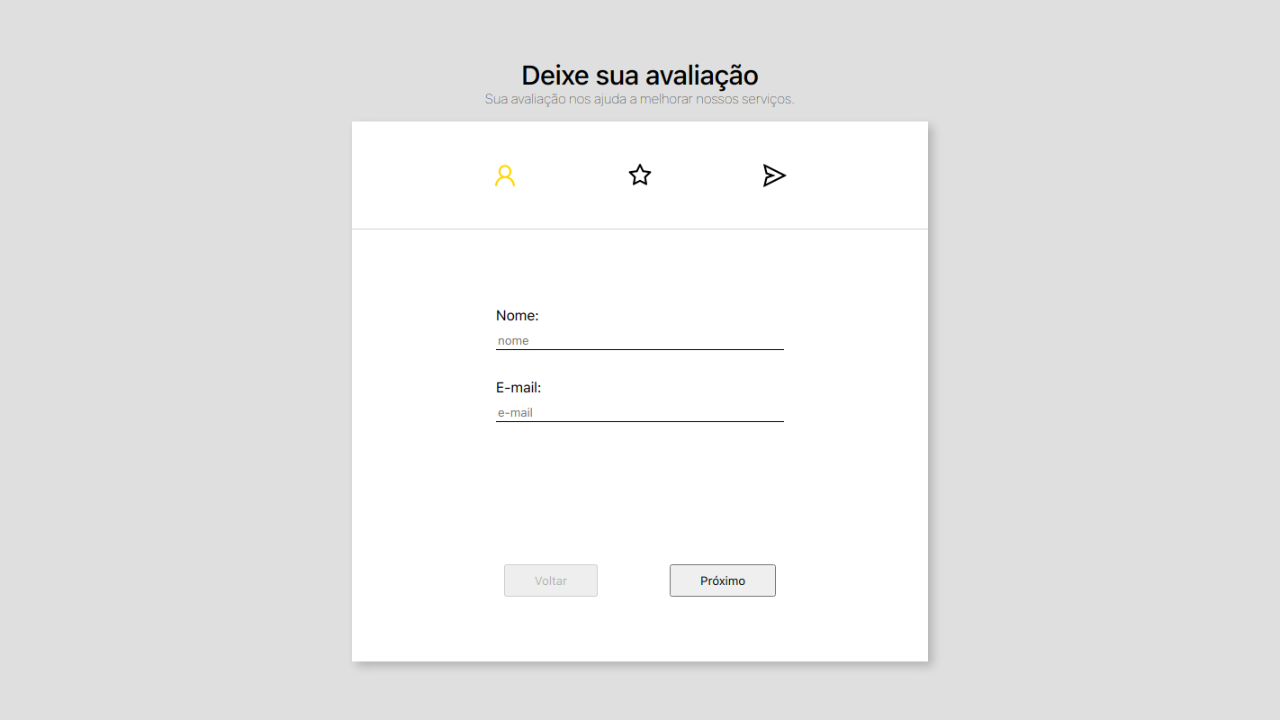 Deixe sua avaliação
Sua avaliação nos ajuda a melhorar nossos serviços.
Nome:
nome
E-mail:
e-mail
Voltar Próximo